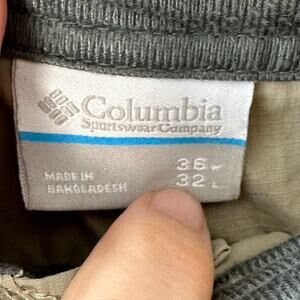 Columbia
Sportswear Company
36 W
MADE IN 32 L
BANGLADESH